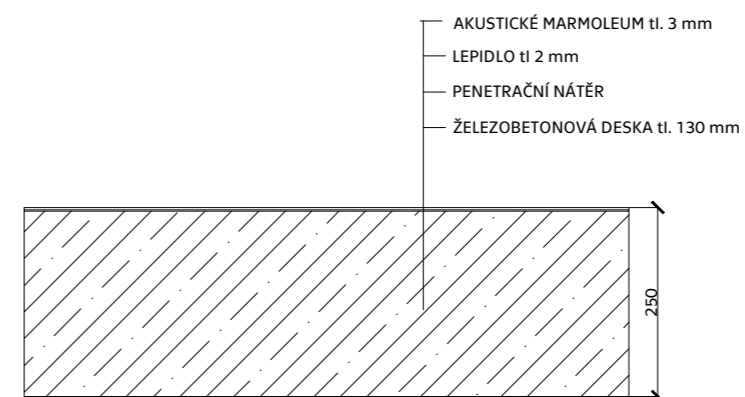 AKUSTICKÉ MARMOLEUM tl. 3 mm
LEPIDLO tl 2 mm
PENETRAČNÍ NÁTĚR
ŽELEZOBETONOVÁ DESKA tl. 130 mm
250